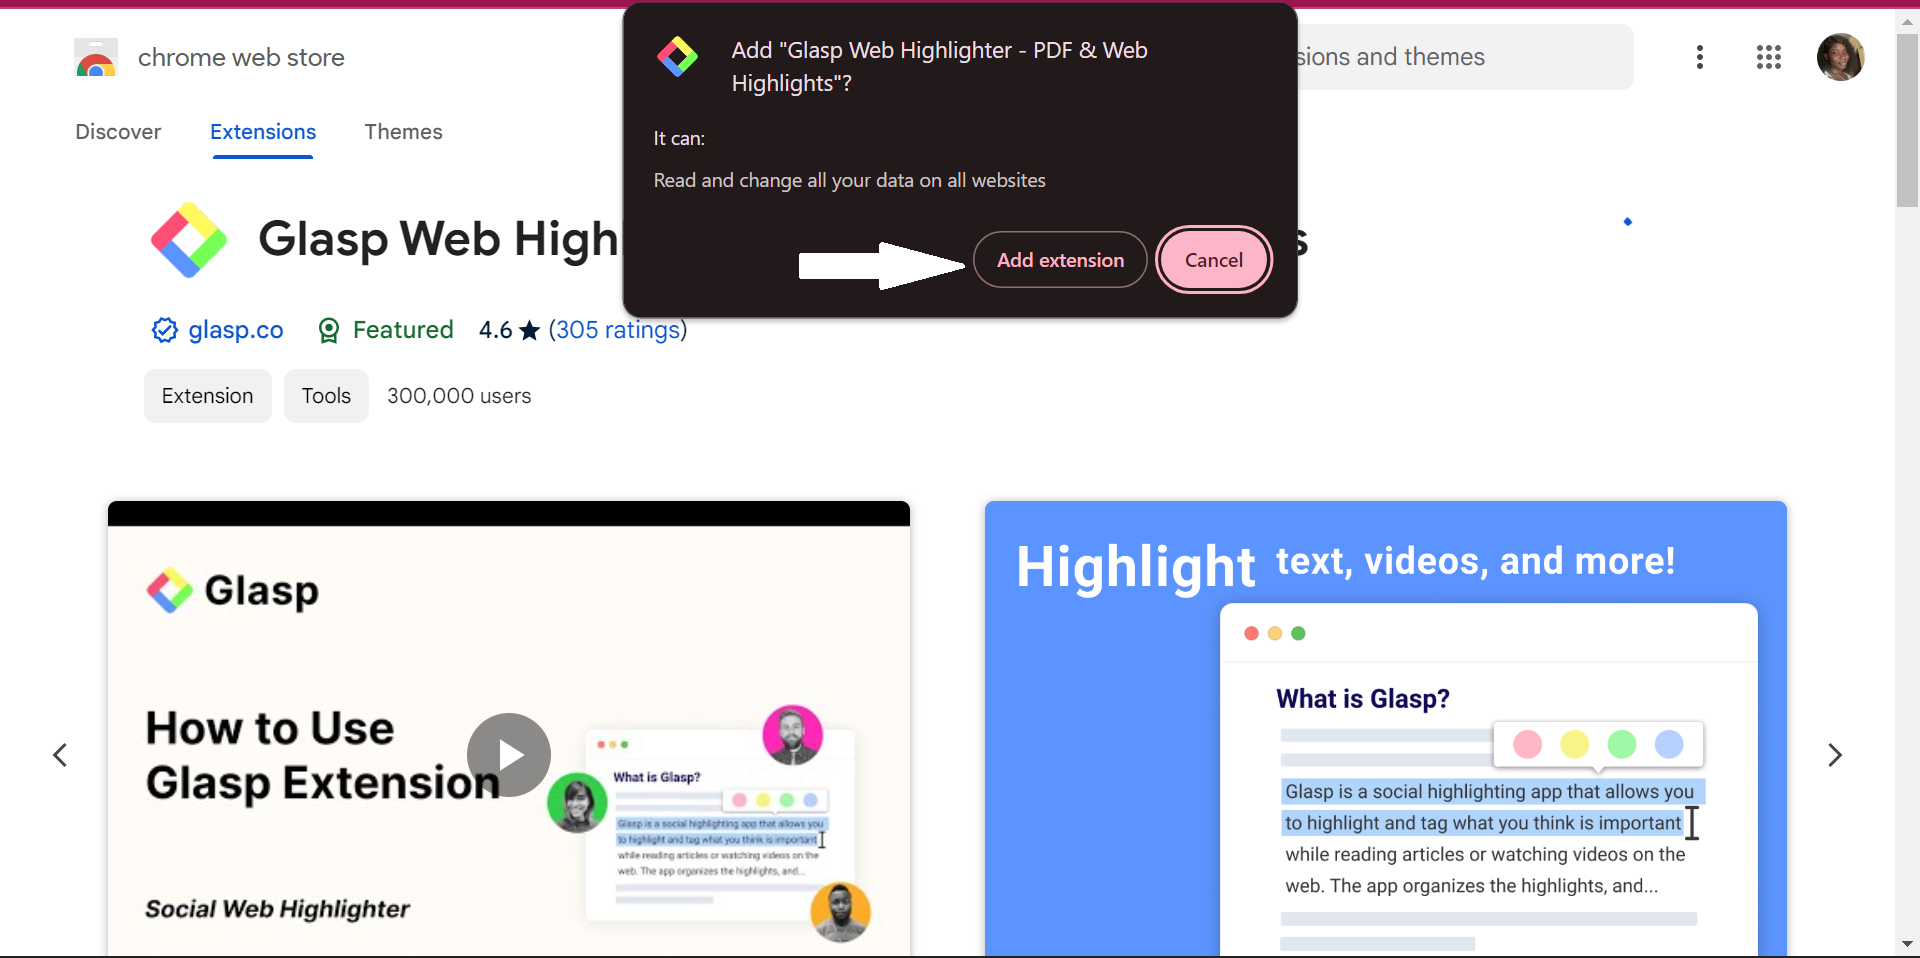 chrome web store
sions and themes
Discover
Extensions
Themes
Add "Glasp Web Highlighter - PDF & Web
Highlights"?
It can:
Read and change all your data on all websites
Add extension
Cancel
Glasp Web High
s
glasp.co
Featured
4.6 ★ (305 ratings)
Extension
Tools
300,000 users
Glasp
How to Use
Glasp Extension
Social Web Highlighter
What is Glasp?
Glasp is a social highlighting app that allows you
to highlight and tag what you think is important
while reading articles or watching videos on the
web. The app organizes the highlights, and...
Highlight text, videos, and more!
What is Glasp?
Glasp is a social highlighting app that allows you
to highlight and tag what you think is important
while reading articles or watching videos on the
web. The app organizes the highlights, and...